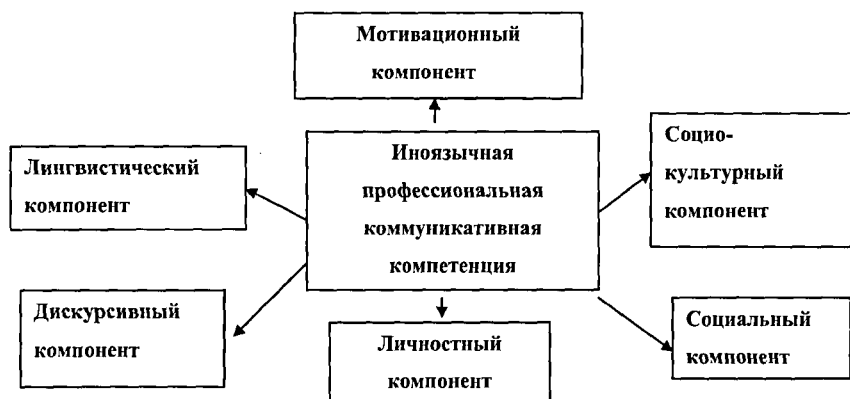 Мотивационный
компонент
Лингвистический
компонент
Иноязычная
профессиональная
коммуникативная
компетенция
Социо-
культурный
компонент
Дискурсивный
компонент
Личностный
компонент
Социальный
компонент